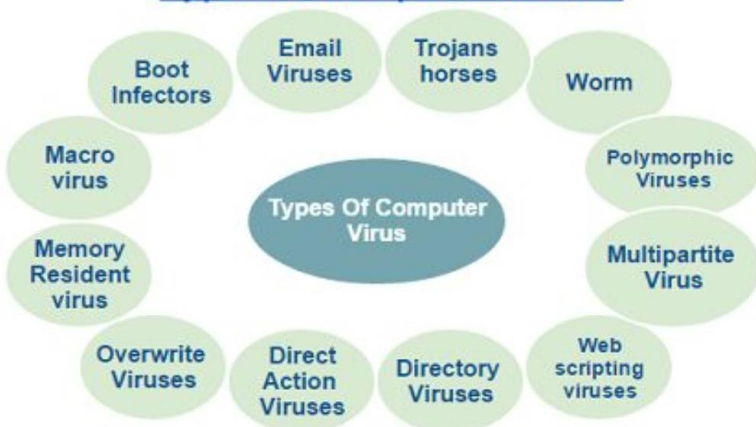 Types Of Computer
Virus
Email
Viruses
Trojans
horses
Worm
Polymorphic
Viruses
Multipartite
Virus
Web
scripting
viruses
Directory
Viruses
Direct
Action
Viruses
Overwrite
Viruses
Memory
Resident
virus
Macro
virus
Boot
Infectors